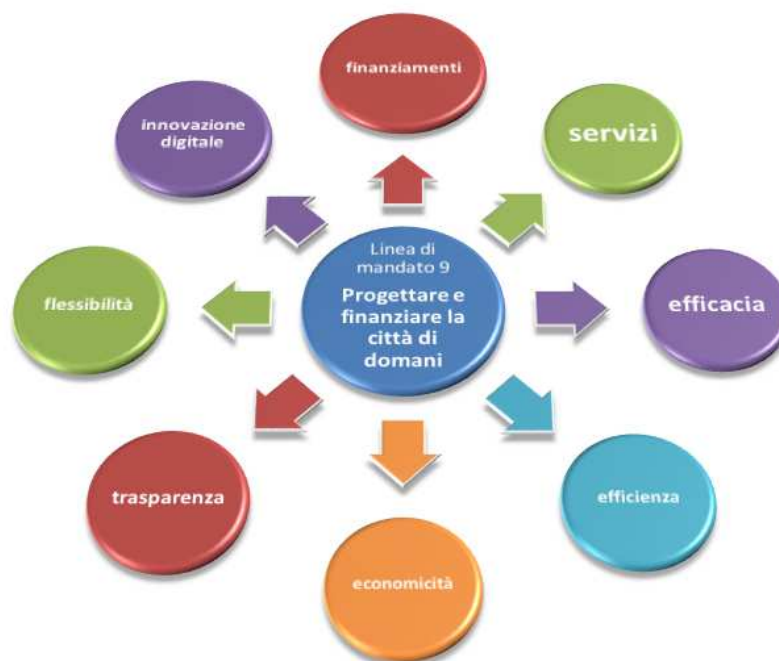 finanziamenti
servizi
efficacia
efficienza
economicità
trasparenza
flessibilità
innovazione
digitale
Linea di
mandato 9
Progettare e
finanziare la
città di
domani